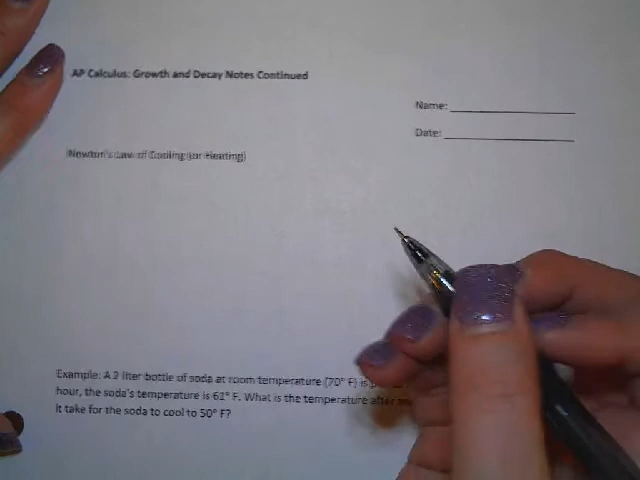 AP Calculus: Growth and Decay Notes Continued
Name:
Date:
(Newton's Law of Cooling (or Heating)
Example: A 2 liter bottle of soda at room temperature (70° F) is
hour, the soda's temperature is 61° F. What is the temperature after
it take for the soda to cool to 50° F?